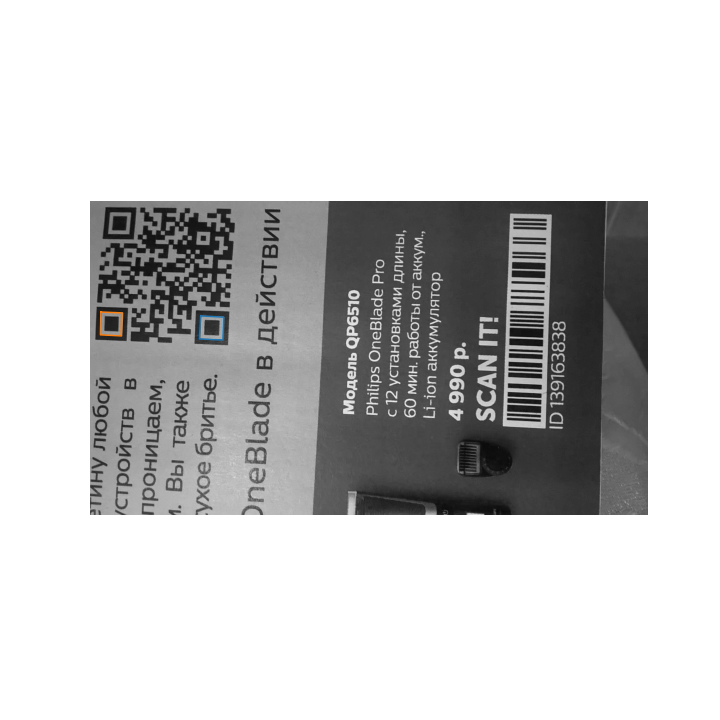 етину любой
устройств в
проницаем,
и. Вы также
сухое бритье.
OneBlade в действии
Модель QP6510
Philips OneBlade Pro
с 12 установками длины,
60 мин. работы от аккум.,
Li-ion аккумулятор
4 990 р.
SCAN IT!
ID 139163838